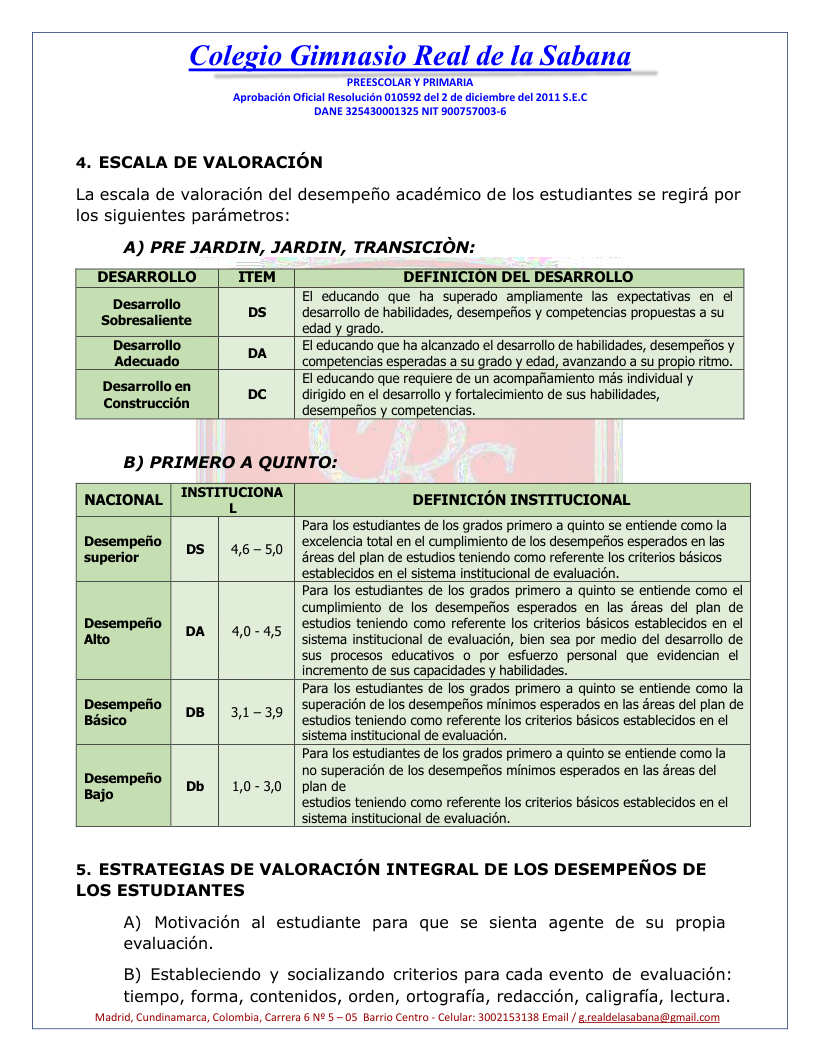 Colegio Gimnasio Real de la Sabana
PREESCOLAR Y PRIMARIA
Aprobación Oficial Resolución 010592 del 2 de diciembre del 2011 S.E.C
DANE 325430001325 NIT 900757003-6
4. ESCALA DE VALORACIÓN
La escala de valoración del desempeño académico de los estudiantes se regirá por
los siguientes parámetros:
A) PRE JARDIN, JARDIN, TRANSICIÒN:
DESARROLLO ITEM DEFINICIÓN DEL DESARROLLO
Desarrollo
Sobresaliente
DS
El educando que ha superado ampliamente las expectativas en el
desarrollo de habilidades, desempeños y competencias propuestas a su
edad y grado.
Desarrollo
Adecuado
DA
El educando que ha alcanzado el desarrollo de habilidades, desempeños y
competencias esperadas a su grado y edad, avanzando a su propio ritmo.
Desarrollo en
Construcción
DC
El educando que requiere de un acompañamiento más individual y
dirigido en el desarrollo y fortalecimiento de sus habilidades,
desempeños y competencias.
CRS
B) PRIMERO A QUINTO:
NACIONAL
INSTITUCIONA
L
DEFINICIÓN INSTITUCIONAL
Desempeño
superior
DS
4,6 – 5,0
Para los estudiantes de los grados primero a quinto se entiende como la
excelencia total en el cumplimiento de los desempeños esperados en las
áreas del plan de estudios teniendo como referente los criterios básicos
establecidos en el sistema institucional de evaluación.
Desempeño
Alto
DA
4,0 - 4,5
Para los estudiantes de los grados primero a quinto se entiende como el
cumplimiento de los desempeños esperados en las áreas del plan de
estudios teniendo como referente los criterios básicos establecidos en el
sistema institucional de evaluación, bien sea por medio del desarrollo de
sus procesos educativos o por esfuerzo personal que evidencian el
incremento de sus capacidades y habilidades.
Desempeño
Básico
DB
3,1 – 3,9
Para los estudiantes de los grados primero a quinto se entiende como la
superación de los desempeños mínimos esperados en las áreas del plan de
estudios teniendo como referente los criterios básicos establecidos en el
sistema institucional de evaluación.
Desempeño
Bajo
Db
1,0 - 3,0
Para los estudiantes de los grados primero a quinto se entiende como la
no superación de los desempeños mínimos esperados en las áreas del
plan de
estudios teniendo como referente los criterios básicos establecidos en el
sistema institucional de evaluación.
5. ESTRATEGIAS DE VALORACIÓN INTEGRAL DE LOS DESEMPEÑOS DE
LOS ESTUDIANTES
A) Motivación al estudiante para que se sienta agente de su propia
evaluación.
B) Estableciendo y socializando criterios para cada evento de evaluación:
tiempo, forma, contenidos, orden, ortografía, redacción, caligrafía, lectura.
Madrid, Cundinamarca, Colombia, Carrera 6 Nº 5 – 05 Barrio Centro - Celular: 3002153138 Email / g.realdelasabana@gmail.com